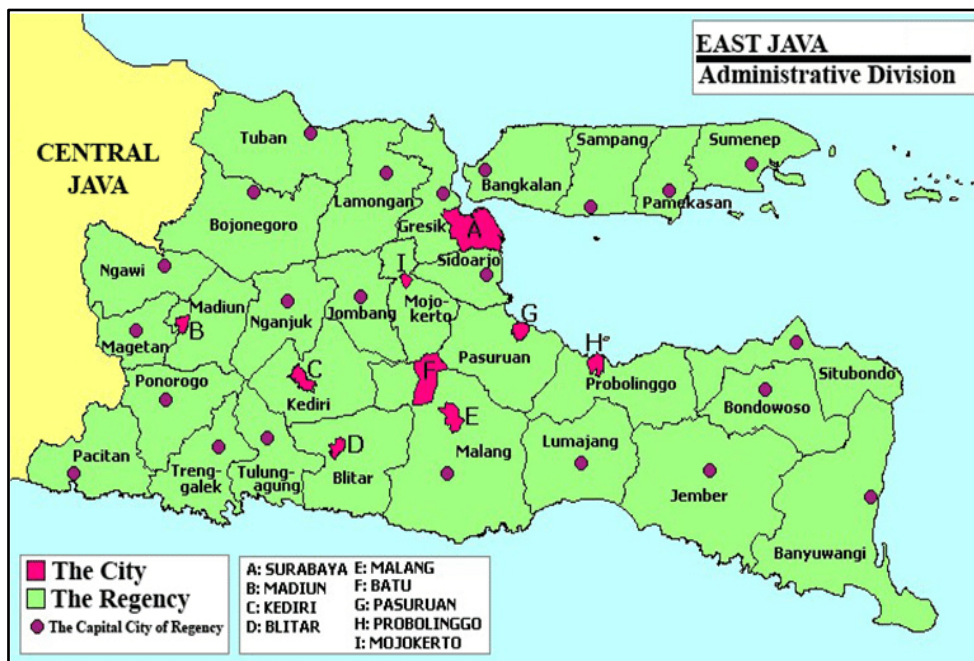 EAST JAVA
Administrative Division
CENTRAL
JAVA
Tuban
Lamongan
Bojonegoro
Gresik
A
Bangkalan
Sampang
Pamekasan
Sumenep
Ngawi
Madiun
B
Magetan
Nganjuk
Jombang
I
Mojo-
kerto
Sidoarjo
G
Pasuruan
H
Probolinggo
Situbondo
Bondowoso
Ponorogo
C
Kediri
F
E
Malang
Lumajang
Jember
Banyuwangi
Pacitan
Treng-
galek
Tulung-
agung
D
Blitar
The City
The Regency
The Capital City of Regency
A: SURABAYA
B: MADIUN
C: KEDIRI
D: BLITAR
E: MALANG
F: BATU
G: PASURUAN
H: PROBOLINGGO
I: MOJOKERTO